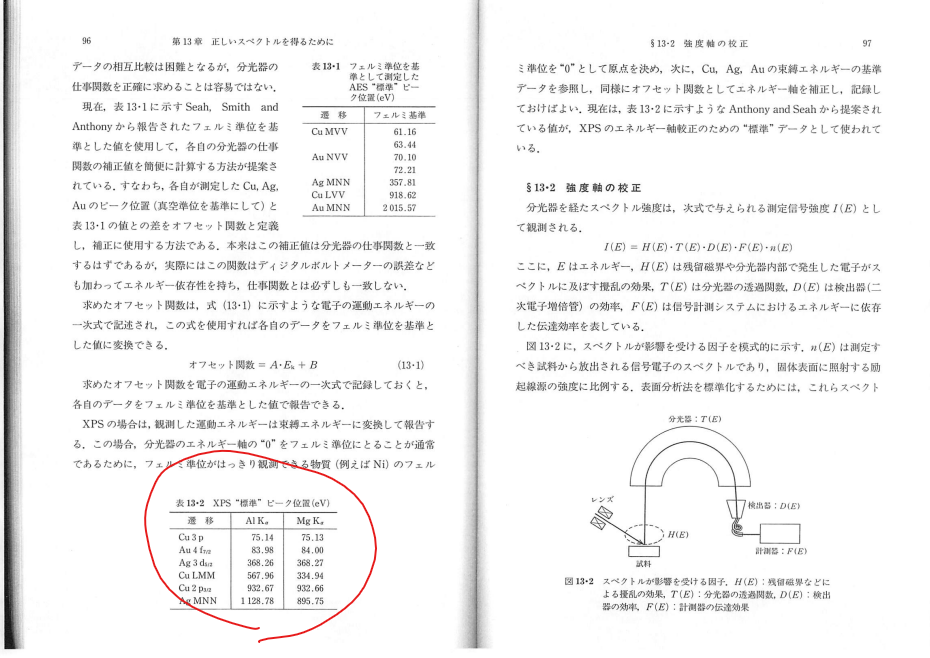 96
第13章 正しいスペクトルを得るために
データの相互比較は困難となるが，分光器の
仕事関数を正確に求めることは容易ではない．
現在，表13・1に示すSeah, Smith and
Anthonyから報告されたフェルミ準位を基
準とした値を使用して，各自の分光器の仕事
関数の補正値を簡便に計算する方法が提案さ
れている．すなわち，各自が測定したCu, Ag,
Auのピーク位置(真空準位を基準にして)と
表13・1の値との差をオフセット関数と定義
表13・1 フェルミ準位を基
準として測定した
AES“標準”ピー
ク位置(eV)
遷移 フェルミ基準
Cu MVV 61.16
63.44
Au NVV 70.10
72.21
Ag MNN 357.81
Cu LVV 918.62
Au MNN 2 015.57
し，補正に使用する方法である．本来はこの補正値は分光器の仕事関数と一致
するはずであるが，実際にはこの関数はディジタルボルトメーターの誤差など
も加わってエネルギー依存性を持ち，仕事関数とは必ずしも一致しない．
求めたオフセット関数は，式(13・1)に示すような電子の運動エネルギーの
一次式で記述され，この式を使用すれば各自のデータをフェルミ準位を基準と
した値に変換できる．
オフセット関数 = A・Eₖ + B (13・1)
求めたオフセット関数を電子の運動エネルギーの一次式で記録しておくと，
各自のデータをフェルミ準位を基準とした値で報告できる．
XPSの場合は，観測した運動エネルギーは束縛エネルギーに変換して報告す
る．この場合，分光器のエネルギー軸の“0”をフェルミ準位にとることが通常
であるために，フェルミ準位がはっきり観測できる物質(例えばNi)のフェル
表13・2 XPS“標準”ピーク位置(eV)
遷移 Al Kα Mg Kα
Cu 3 p 75.14 75.13
Au 4 f7/2 83.98 84.00
Ag 3 d5/2 368.26 368.27
Cu LMM 567.96 334.94
Cu 2 p3/2 932.67 932.66
Ag MNN 1 128.78 895.75
§13・2 強度軸の校正
97
ミ準位を“0”として原点を決め，次に，Cu，Ag，Auの束縛エネルギーの基準
データを参照し，同様にオフセット関数としてエネルギー軸を補正し，記録し
ておけばよい．現在は，表13・2に示すようなAnthony and Seahから提案され
ている値が，XPSのエネルギー軸較正のための“標準”データとして使われて
いる．
§13・2 強度軸の校正
分光器を経たスペクトル強度は，次式で与えられる測定信号強度I(E)とし
て観測される．
I(E) = H(E)・T(E)・D(E)・F(E)・n(E)
ここに，Eはエネルギー，H(E)は残留磁界や分光器内部で発生した電子がス
ペクトルに及ぼす擾乱の効果，T(E)は分光器の透過関数，D(E)は検出器(二
次電子増倍管)の効率，F(E)は信号計測システムにおけるエネルギーに依存
した伝達効率を表している．
図13・2に，スペクトルが影響を受ける因子を模式的に示す．n(E)は測定す
べき試料から放出される信号電子のスペクトルであり，固体表面に照射する励
起線源の強度に比例する．表面分析法を標準化するためには，これらスペクト
分光器：T(E)
レンズ
検出器：D(E)
H(E)
計測器：F(E)
試料
図13・2 スペクトルが影響を受ける因子．H(E)：残留磁界などに
よる擾乱の効果，T(E)：分光器の透過関数，D(E)：検出
器の効率，F(E)：計測器の伝達効果